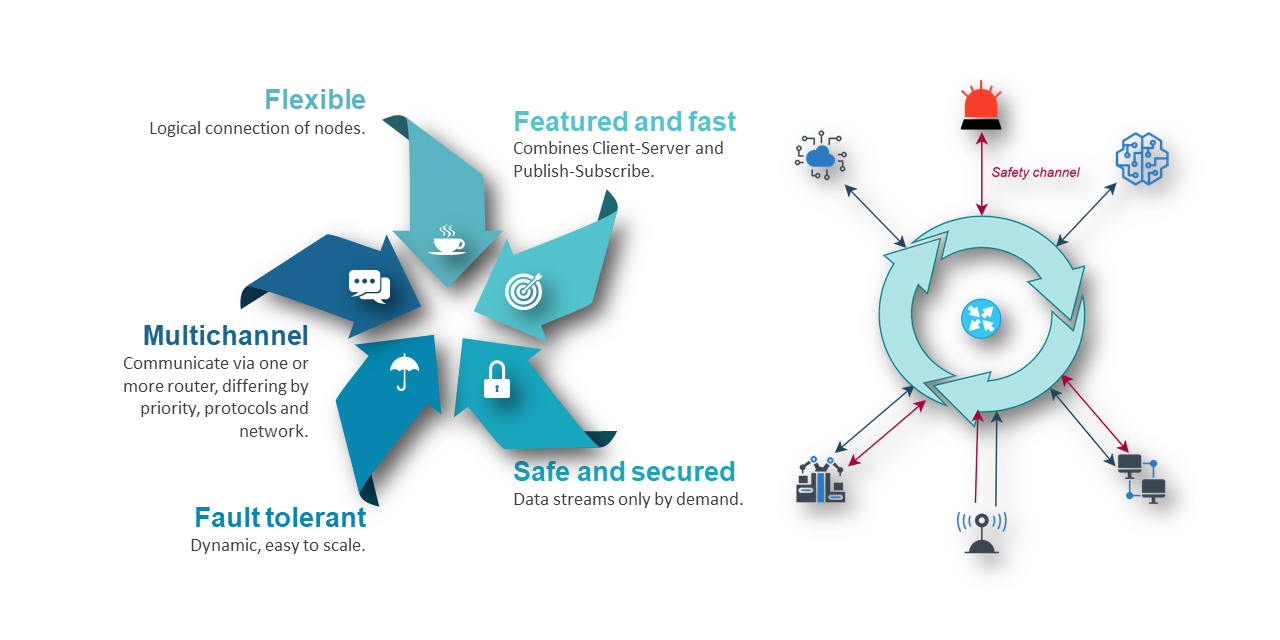 Flexible
Logical connection of nodes.
Featured and fast
Combines Client-Server and
Publish-Subscribe.
Multichannel
Communicate via one or
more router, differing by
priority, protocols and
network.
Safe and secured
Data streams only by demand.
Fault tolerant
Dynamic, easy to scale.
Safety channel